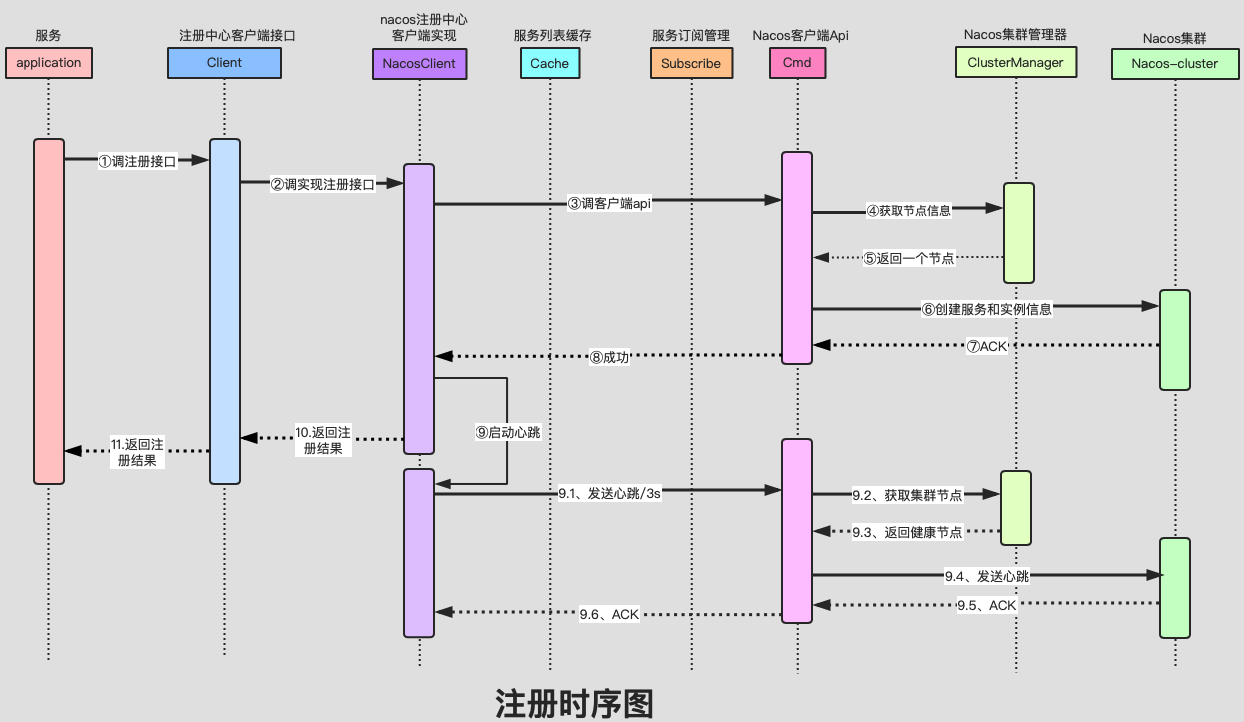 服务
application
注册中心客户端接口
Client
nacos注册中心
客户端实现
NacosClient
服务列表缓存
Cache
服务订阅管理
Subscribe
Nacos客户端Api
Cmd
Nacos集群管理器
ClusterManager
Nacos集群
Nacos-cluster
①调注册接口
②调实现注册接口
③调客户端api
④获取节点信息
⑤返回一个节点
⑥创建服务和实例信息
⑦ACK
⑧成功
⑨启动心跳
10.返回注
册结果
11.返回注
册结果
9.1、发送心跳/3s
9.2、获取集群节点
9.3、返回健康节点
9.4、发送心跳
9.5、ACK
9.6、ACK
注册时序图